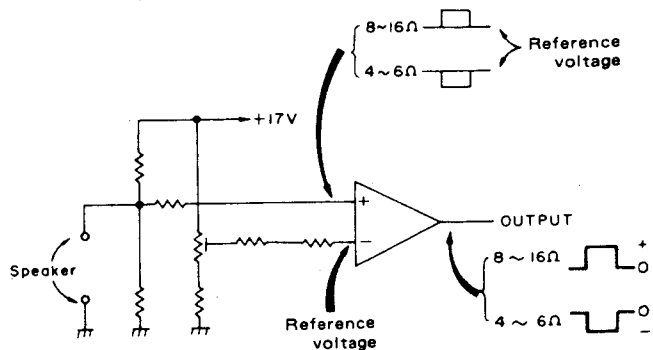 8~16Ω
4~6Ω
Reference
voltage
+17V
+
−
OUTPUT
Speaker
Reference
voltage
8 ~ 16Ω
+
0
4 ~ 6Ω
0
−